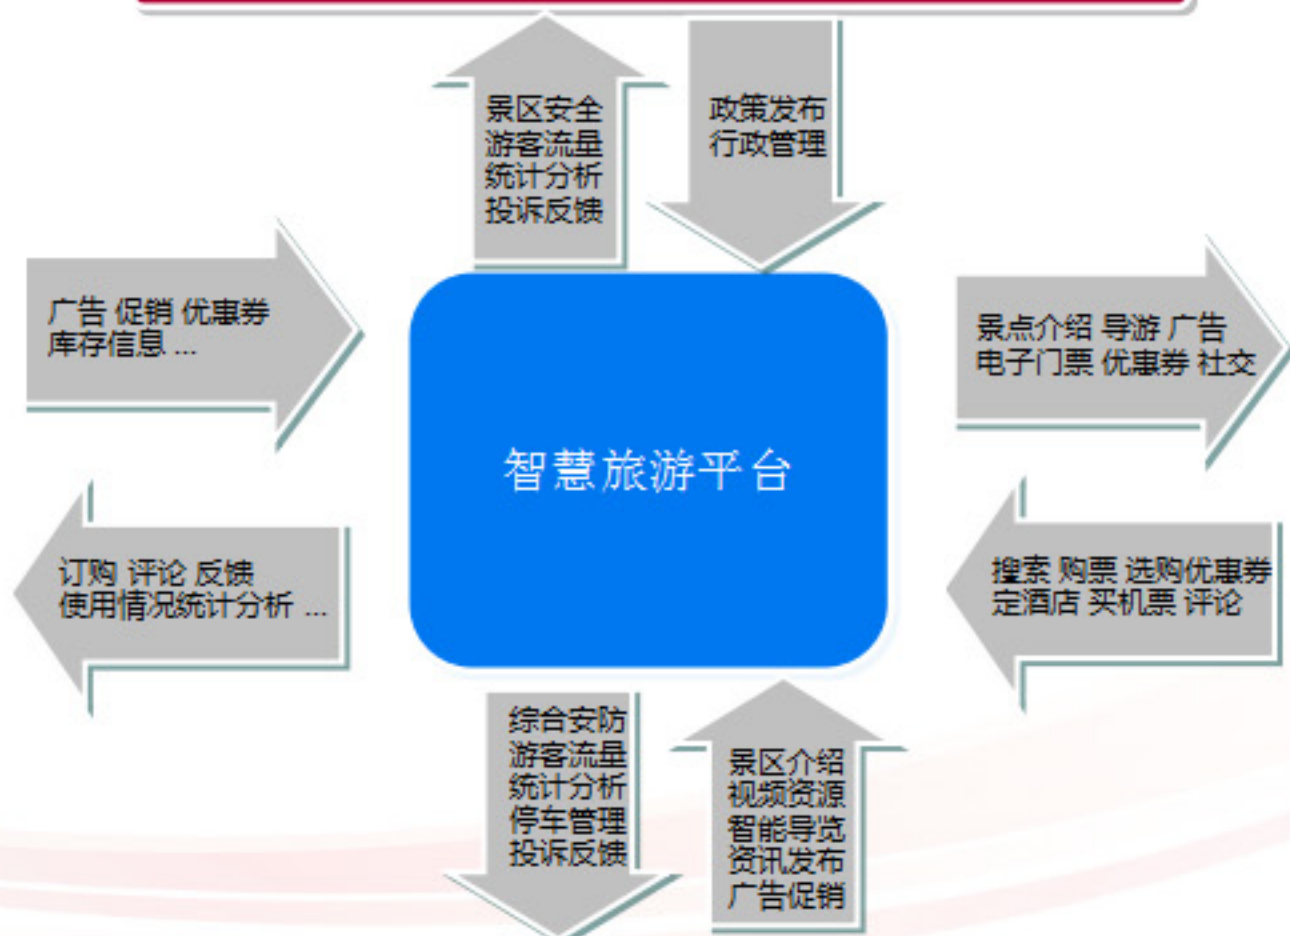 景区安全
游客流量
统计分析
投诉反馈
政策发布
行政管理
广告 促销 优惠券
库存信息 ...
景点介绍 导游 广告
电子门票 优惠券 社交
智慧旅游平台
订购 评论 反馈
使用情况统计分析 ...
搜索 购票 选购优惠券
定酒店 买机票 评论
综合安防
游客流量
统计分析
停车管理
投诉反馈
景区介绍
视频资源
智能导览
资讯发布
广告促销